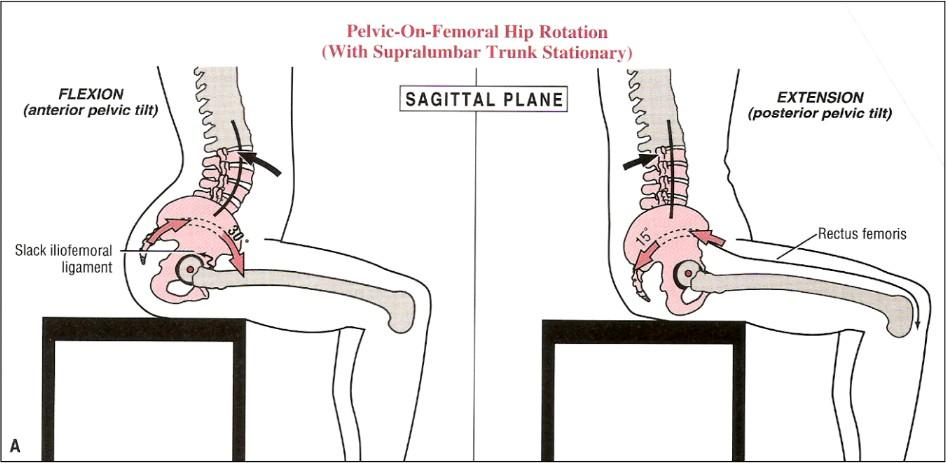 Pelvic-On-Femoral Hip Rotation
(With Supralumbar Trunk Stationary)
SAGITTAL PLANE
FLEXION
(anterior pelvic tilt)
30°
Slack iliofemoral
ligament
EXTENSION
(posterior pelvic tilt)
15°
Rectus femoris
A